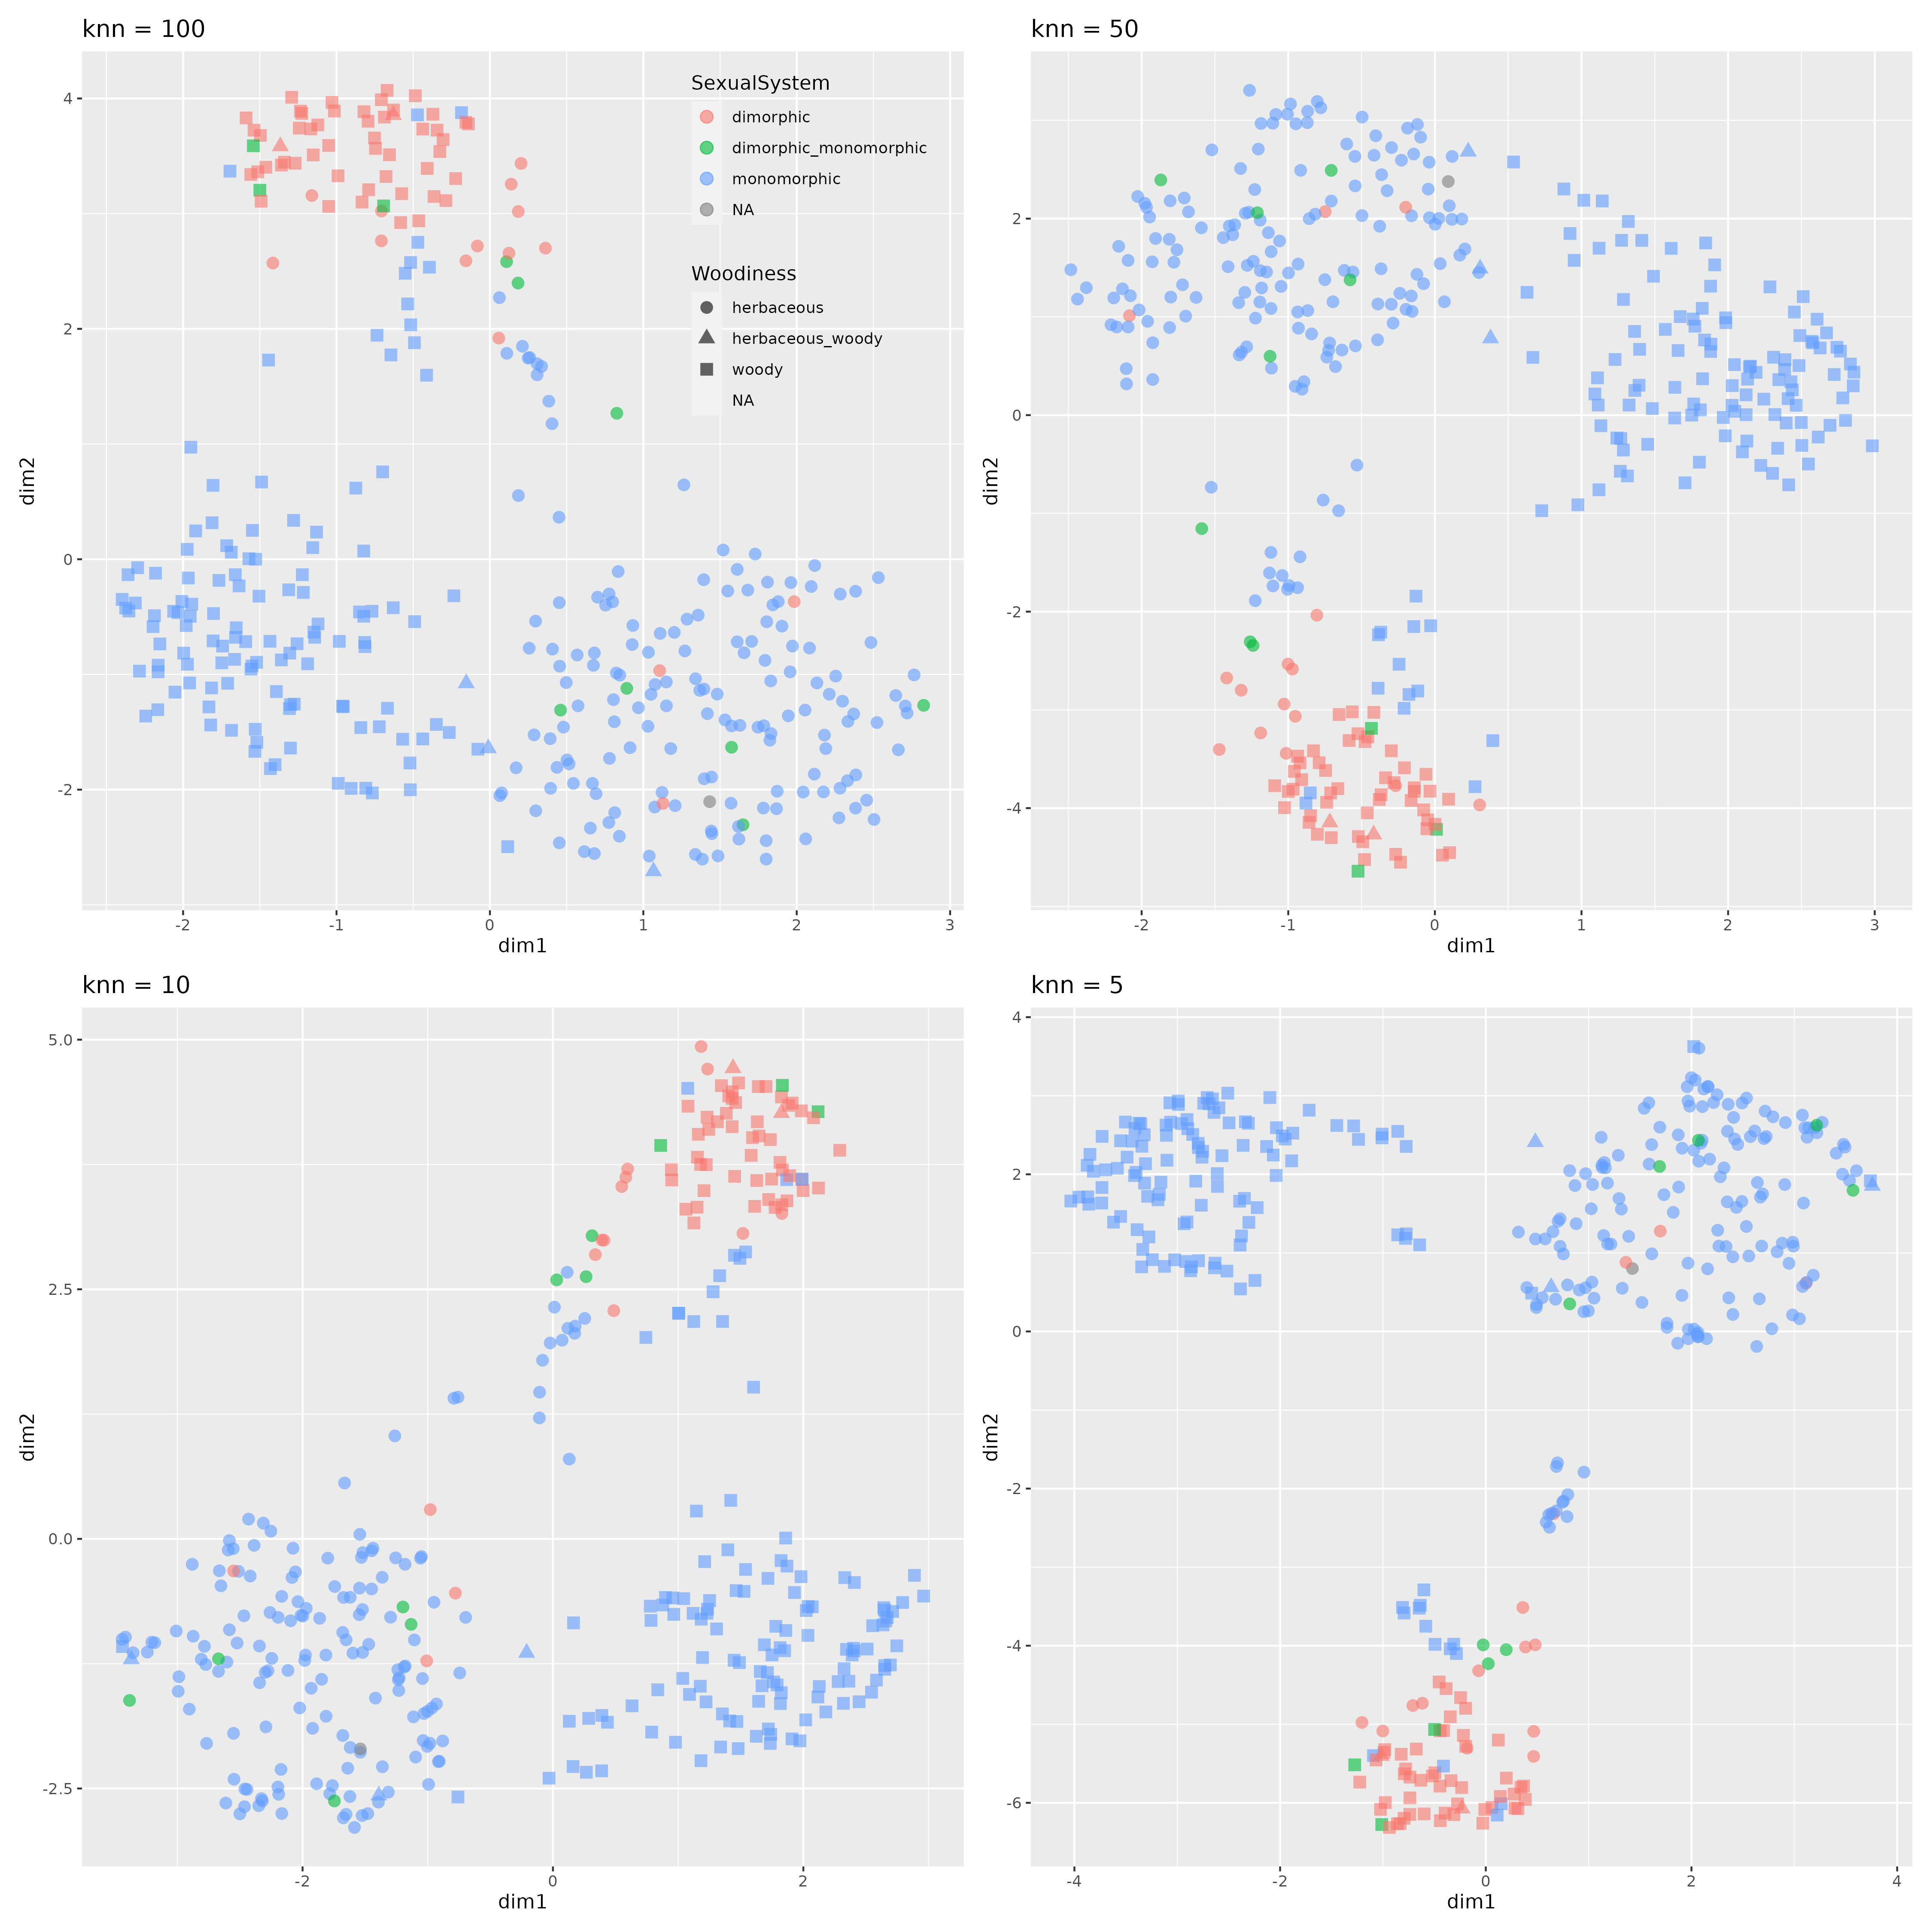 knn = 100
4
2
0
-2
dim2
-2
-1
0
1
2
3
dim1
SexualSystem
dimorphic
dimorphic_monomorphic
monomorphic
NA
Woodiness
herbaceous
herbaceous_woody
woody
NA
knn = 50
2
0
-2
-4
dim2
-2
-1
0
1
2
3
dim1
knn = 10
5.0
2.5
0.0
-2.5
dim2
-2
0
2
dim1
knn = 5
4
2
0
-2
-4
-6
dim2
-4
-2
0
2
4
dim1